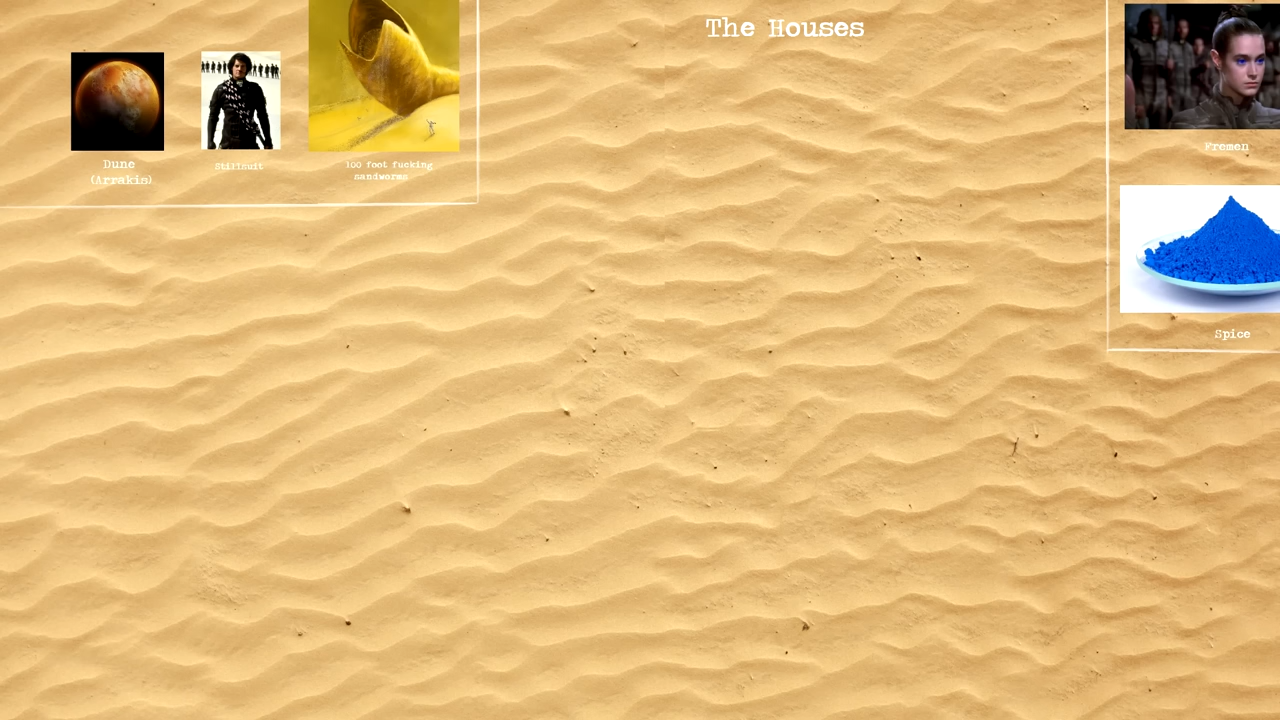 The Houses
Dune
(Arrakis)
Stillsuit
100 foot fucking
sandworms
Fremen
Spice